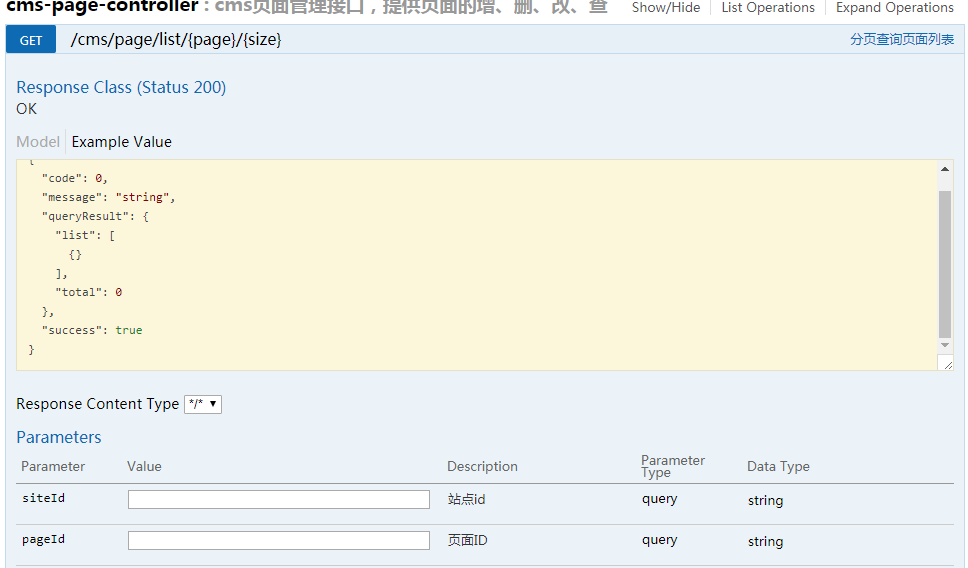 cms-page-controller : cms页面管理接口，提供页面的增、删、改、查 Show/Hide List Operations Expand Operations
GET /cms/page/list/{page}/{size} 分页查询页面列表
Response Class (Status 200)
OK
Model Example Value
{
"code": 0,
"message": "string",
"queryResult": {
"list": [
{}
],
"total": 0
},
"success": true
}
Response Content Type */*
Parameters
Parameter Value Description Parameter Type Data Type
siteId 站点id query string
pageId 页面ID query string